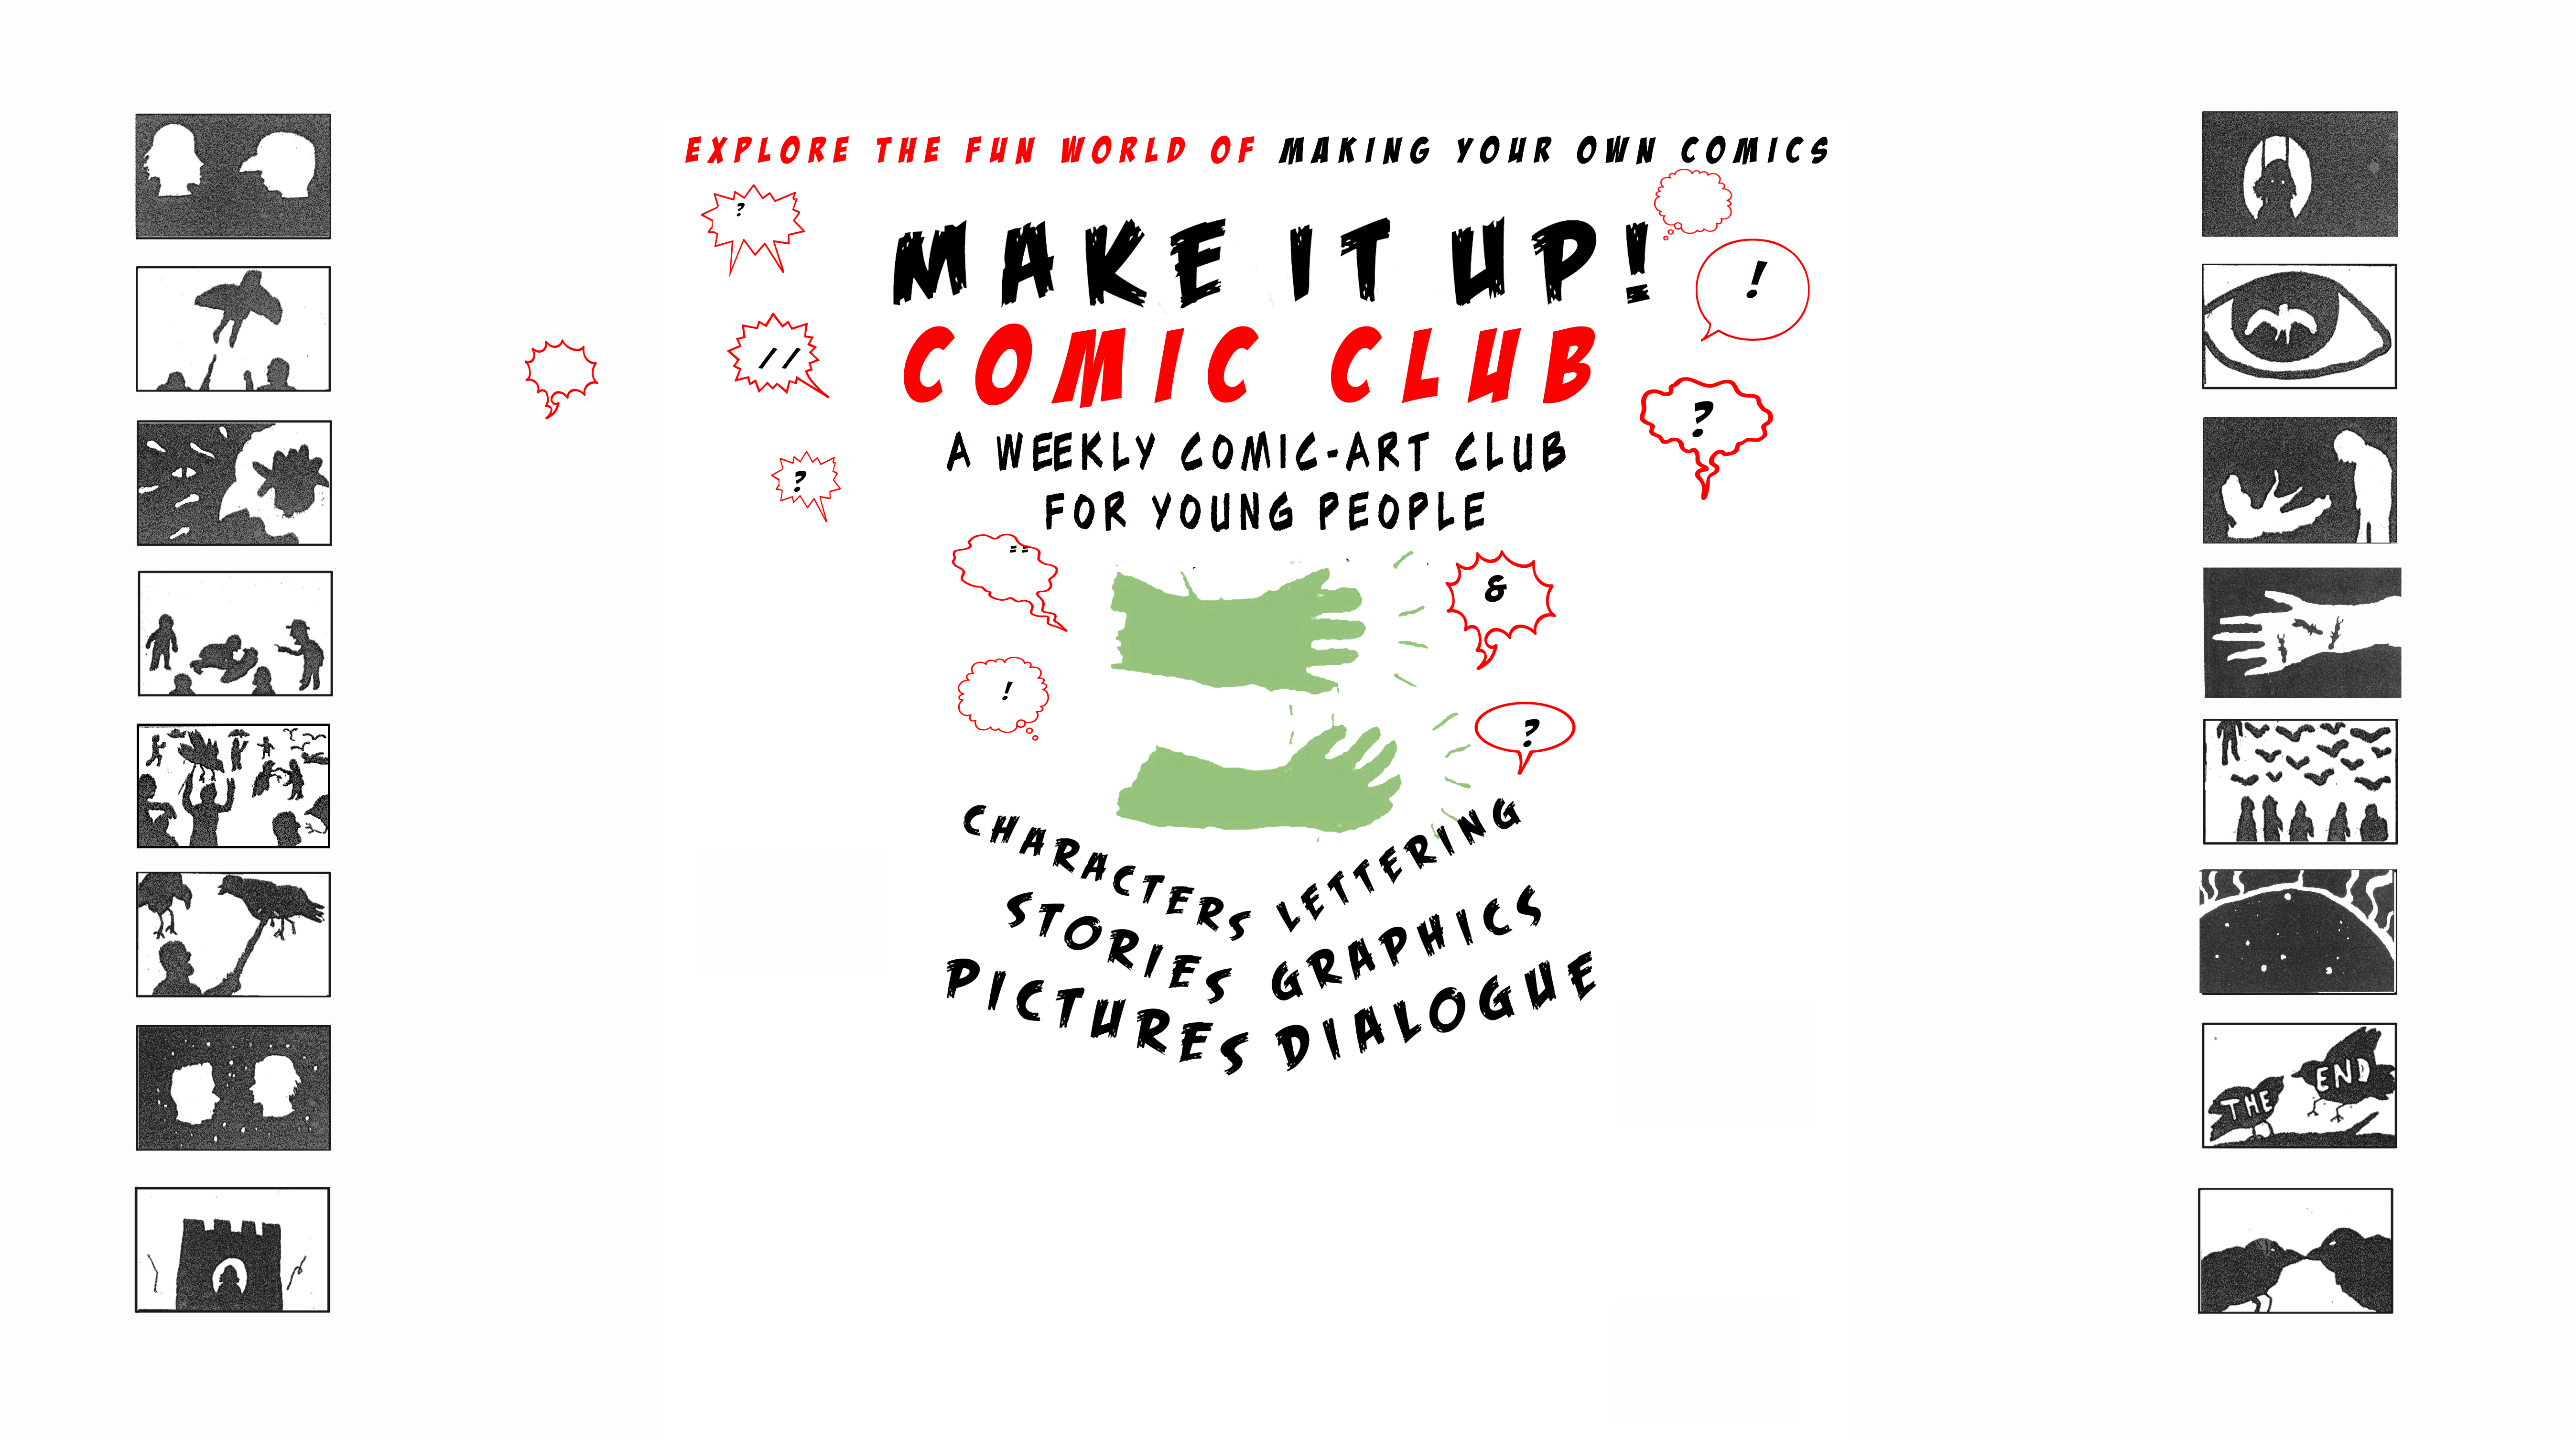 EXPLORE THE FUN WORLD OF MAKING YOUR OWN COMICS
?
MAKE IT UP!
!
COMIC CLUB
//
?
A WEEKLY COMIC-ART CLUB
?
FOR YOUNG PEOPLE
==
&
!
?
CHARACTERS LETTERING
STORIES GRAPHICS
PICTURES DIALOGUE
THE END